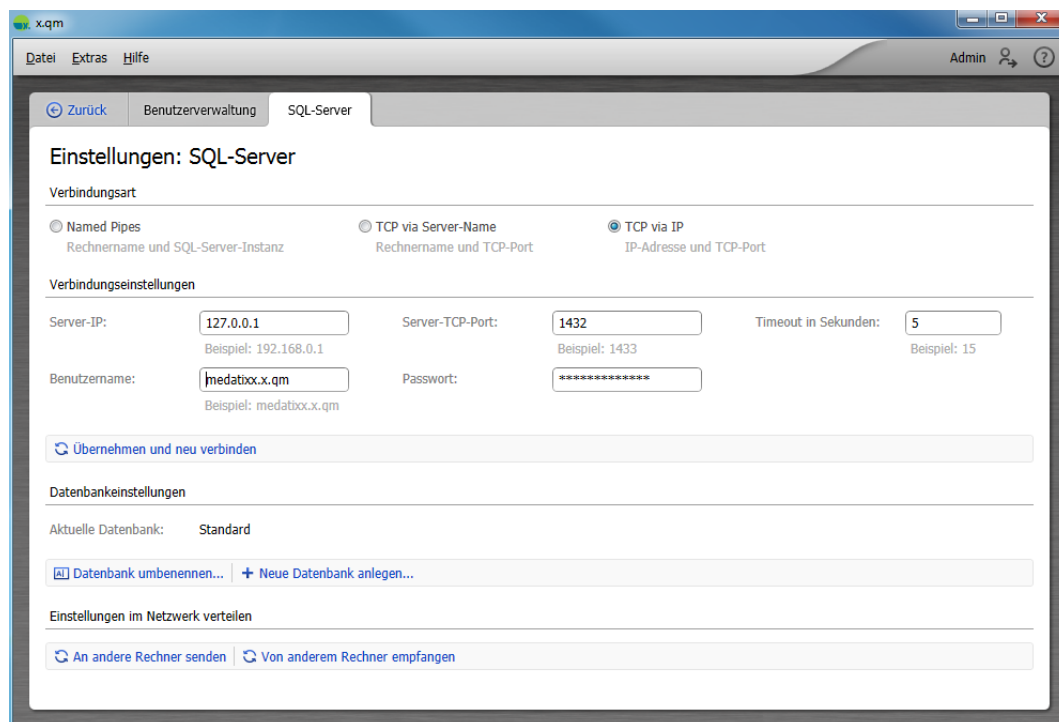 x.qm
Datei Extras Hilfe Admin
Zurück Benutzerverwaltung SQL-Server
Einstellungen: SQL-Server
Verbindungsart
Named Pipes TCP via Server-Name TCP via IP
Rechnername und SQL-Server-Instanz Rechnername und TCP-Port IP-Adresse und TCP-Port
Verbindungseinstellungen
Server-IP: 127.0.0.1 Server-TCP-Port: 1432 Timeout in Sekunden: 5
Beispiel: 192.168.0.1 Beispiel: 1433 Beispiel: 15
Benutzername: medatixx.x.qm Passwort: *************
Beispiel: medatixx.x.qm
Übernehmen und neu verbinden
Datenbankeinstellungen
Aktuelle Datenbank: Standard
Datenbank umbenennen... Neue Datenbank anlegen...
Einstellungen im Netzwerk verteilen
An andere Rechner senden Von anderem Rechner empfangen